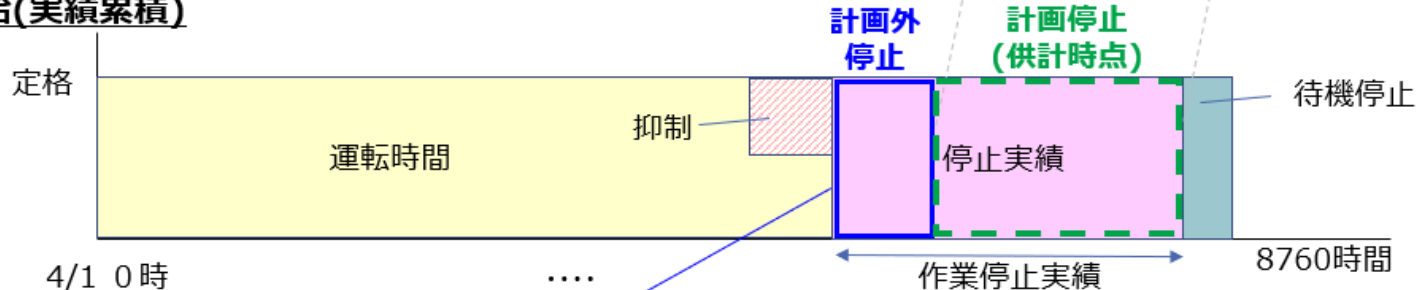 (実績累積)
計画外
停止
計画停止
(供計時点)
定格
待機停止
抑制
運転時間
停止実績
8760時間
4/1 0時
‥‥
作業停止実績